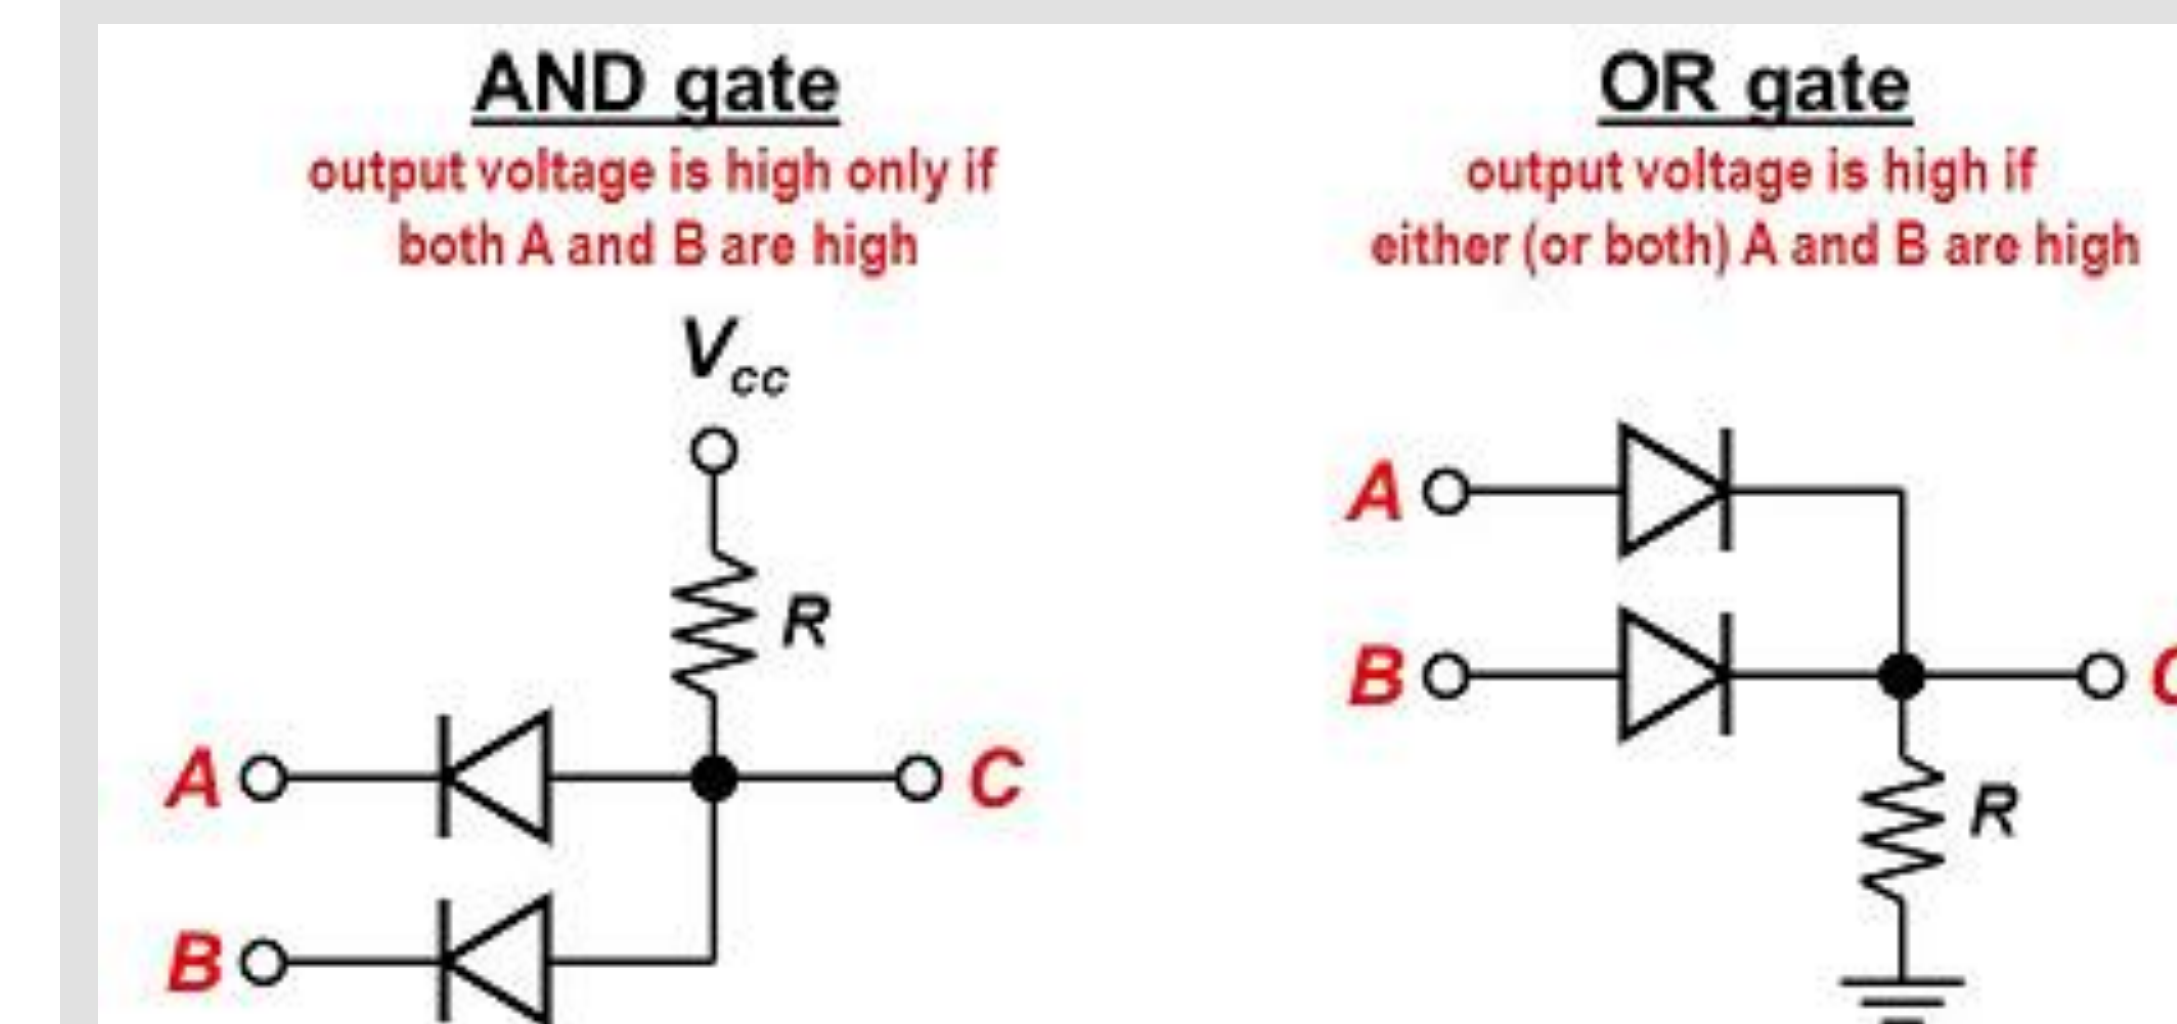 AND gate
output voltage is high only if
both A and B are high
Vcc
R
A
C
B
OR gate
output voltage is high if
either (or both) A and B are high
A
B
R